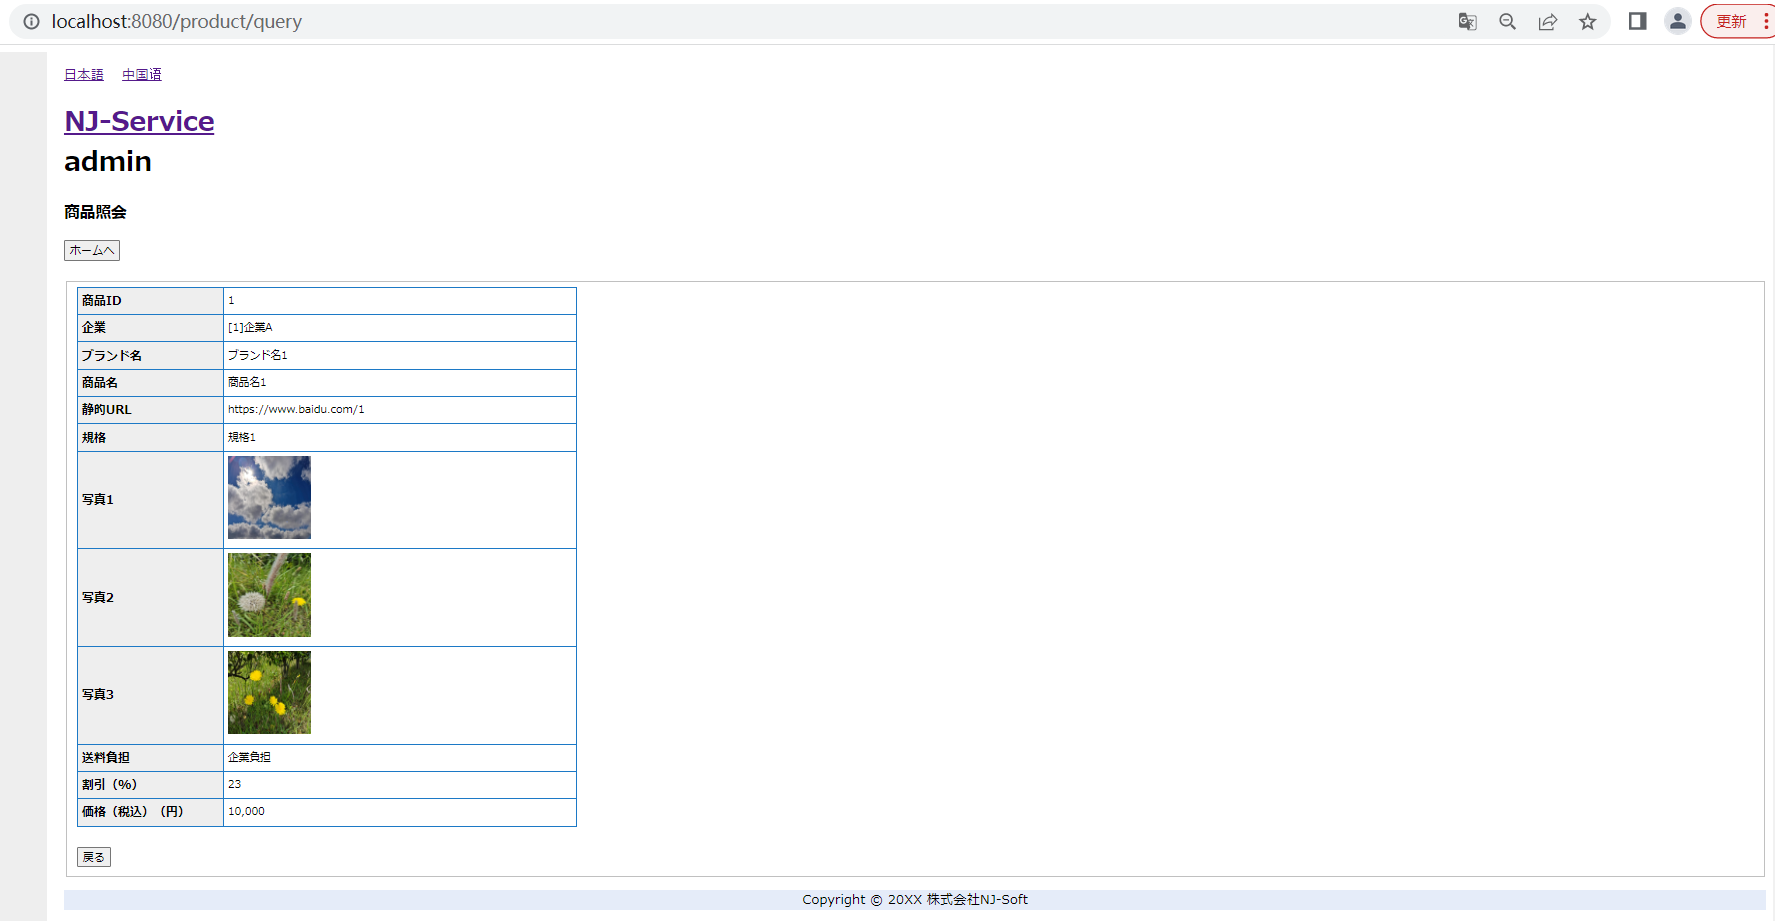 localhost:8080/product/query
更新
日本語 中国语
NJ-Service
admin
商品照会
ホームへ
商品ID 1
企業 [1]企業A
ブランド名 ブランド名1
商品名 商品名1
静的URL https://www.baidu.com/1
規格 規格1
写真1
写真2
写真3
送料負担 企業負担
割引（%） 23
価格（税込）（円） 10,000
戻る
Copyright © 20XX 株式会社NJ-Soft